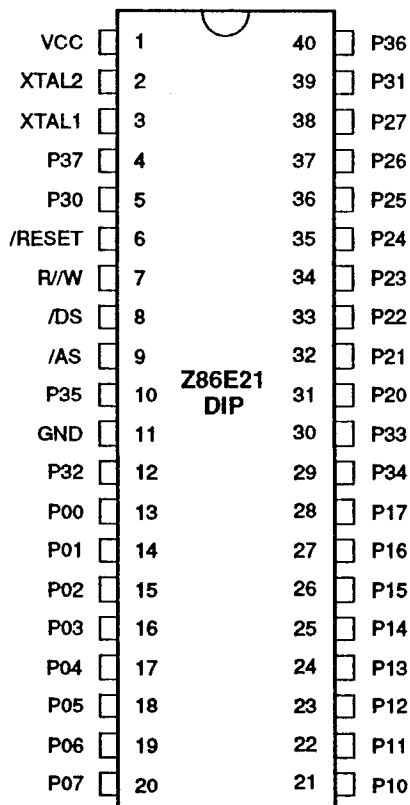 VCC 1 40 P36
XTAL2 2 39 P31
XTAL1 3 38 P27
P37 4 37 P26
P30 5 36 P25
/RESET 6 35 P24
R//W 7 34 P23
/DS 8 33 P22
/AS 9 32 P21
Z86E21
DIP
P35 10 31 P20
GND 11 30 P33
P32 12 29 P34
P00 13 28 P17
P01 14 27 P16
P02 15 26 P15
P03 16 25 P14
P04 17 24 P13
P05 18 23 P12
P06 19 22 P11
P07 20 21 P10